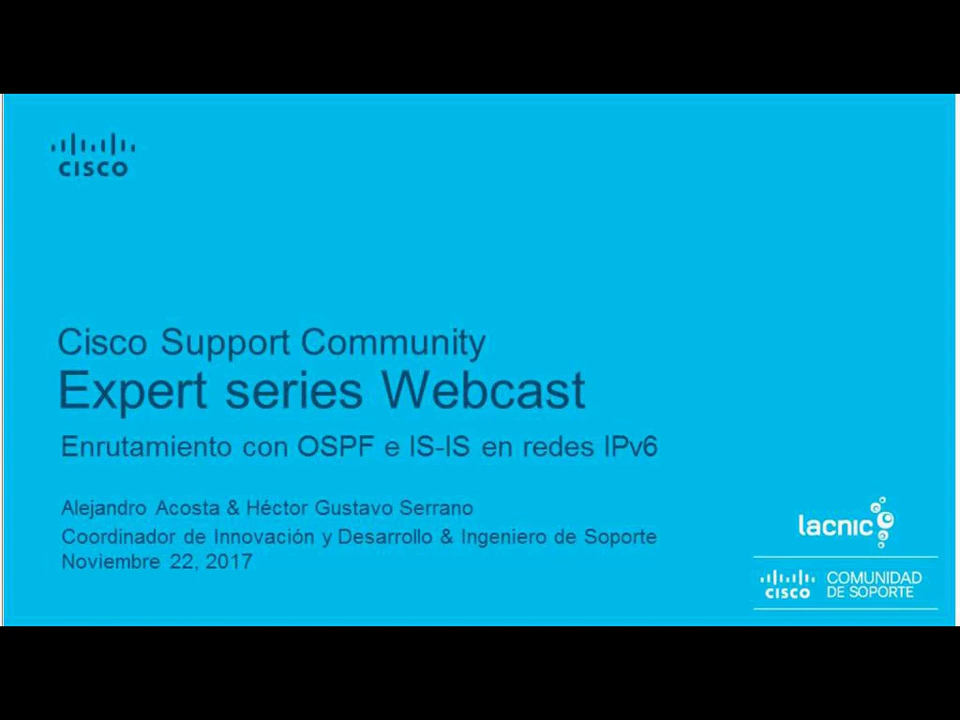 CISCO
Cisco Support Community
Expert series Webcast
Enrutamiento con OSPF e IS-IS en redes IPv6
Alejandro Acosta & Héctor Gustavo Serrano
Coordinador de Innovación y Desarrollo & Ingeniero de Soporte
Noviembre 22, 2017
lacnic
CISCO
COMUNIDAD
DE SOPORTE